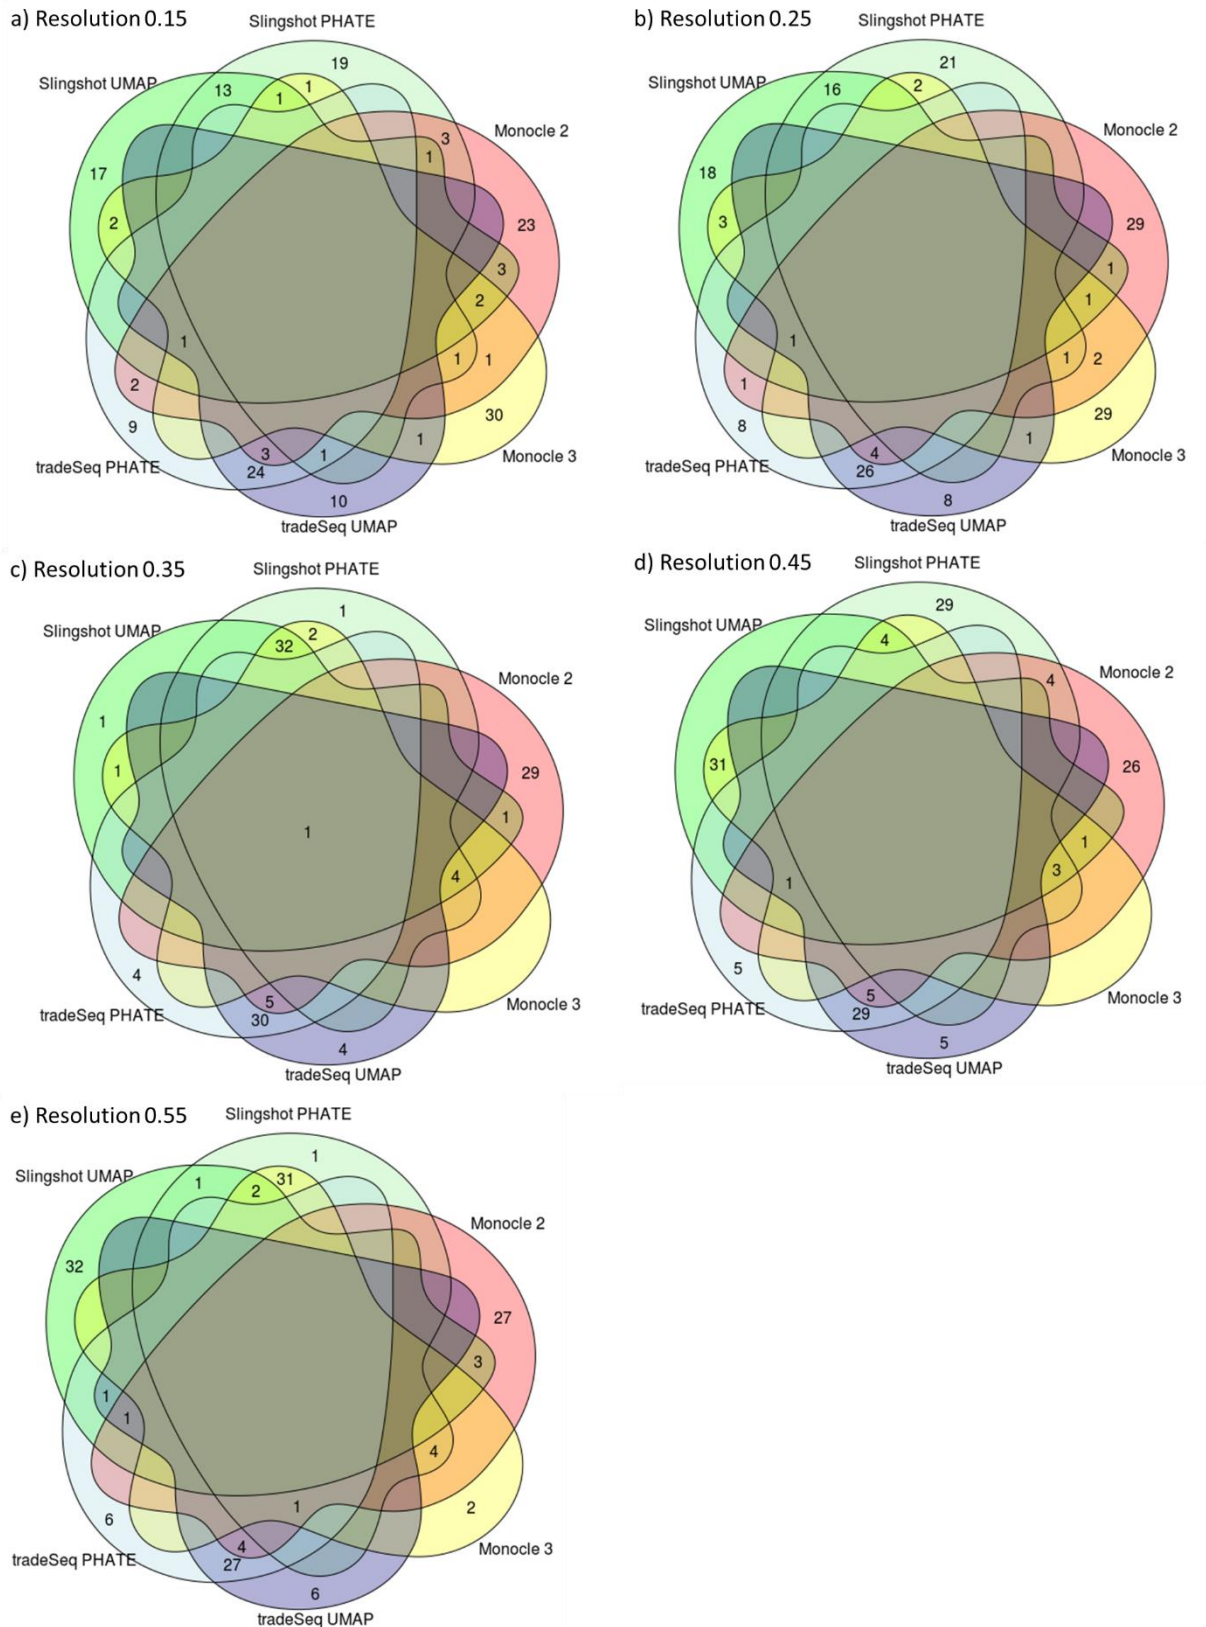 a) Resolution 0.15
Slingshot PHATE
19
Slingshot UMAP
13
1
1
Monocle 2
3
1
17
2
23
3
2
1
1
1
2
30
9
1
Monocle 3
tradeSeq PHATE
3
1
24
10
tradeSeq UMAP
b) Resolution 0.25
Slingshot PHATE
21
Slingshot UMAP
16
2
Monocle 2
18
3
29
1
1
1
1
2
1
29
8
1
Monocle 3
tradeSeq PHATE
4
26
8
tradeSeq UMAP
c) Resolution 0.35
Slingshot PHATE
1
Slingshot UMAP
32
2
Monocle 2
1
1
29
1
1
4
4
5
Monocle 3
tradeSeq PHATE
30
4
tradeSeq UMAP
d) Resolution 0.45
Slingshot PHATE
29
Slingshot UMAP
4
Monocle 2
4
31
26
1
3
1
5
5
Monocle 3
tradeSeq PHATE
29
5
tradeSeq UMAP
e) Resolution 0.55
Slingshot PHATE
1
Slingshot UMAP
1
2
31
Monocle 2
32
27
3
1
1
4
1
2
6
4
Monocle 3
tradeSeq PHATE
27
6
tradeSeq UMAP